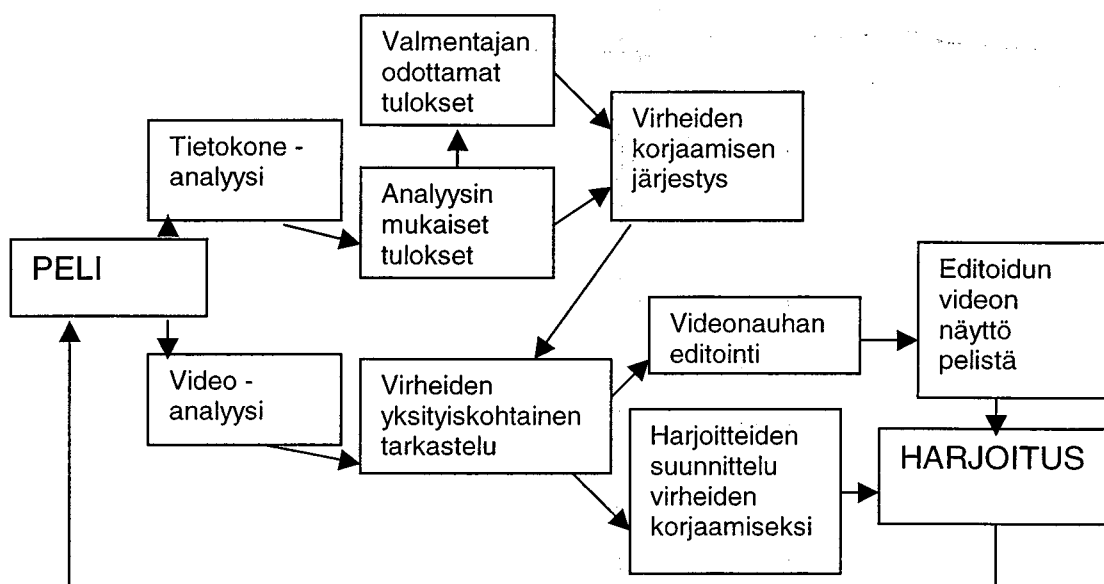 Valmentajan
odottamat
tulokset
Tietokone -
analyysi
Analyysin
mukaiset
tulokset
Virheiden
korjaamisen
järjestys
PELI
Video -
analyysi
Virheiden
yksityiskohtainen
tarkastelu
Videonauhan
editointi
Editoidun
videon
näyttö
pelistä
Harjoitteiden
suunnittelu
virheiden
korjaamiseksi
HARJOITUS